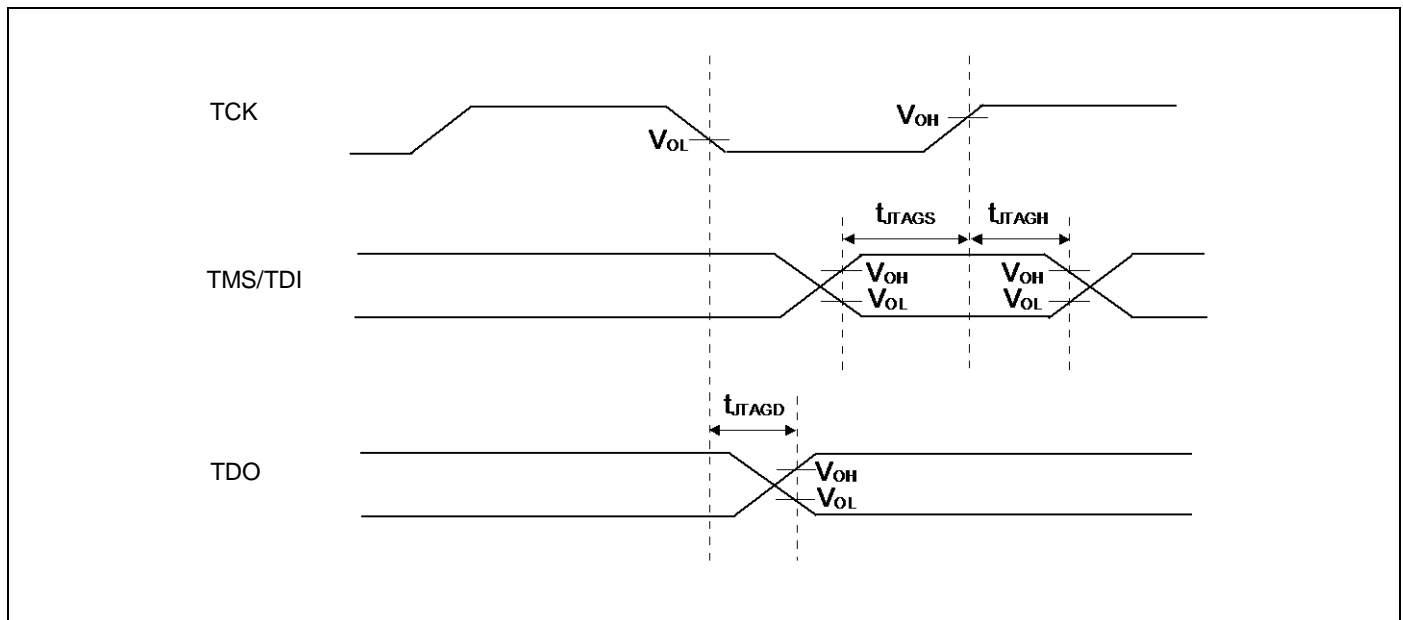 TCK
VOL
VOH
tJTAGS
tJTAGH
TMS/TDI
VOH
VOL
VOH
VOL
tJTAGD
TDO
VOH
VOL